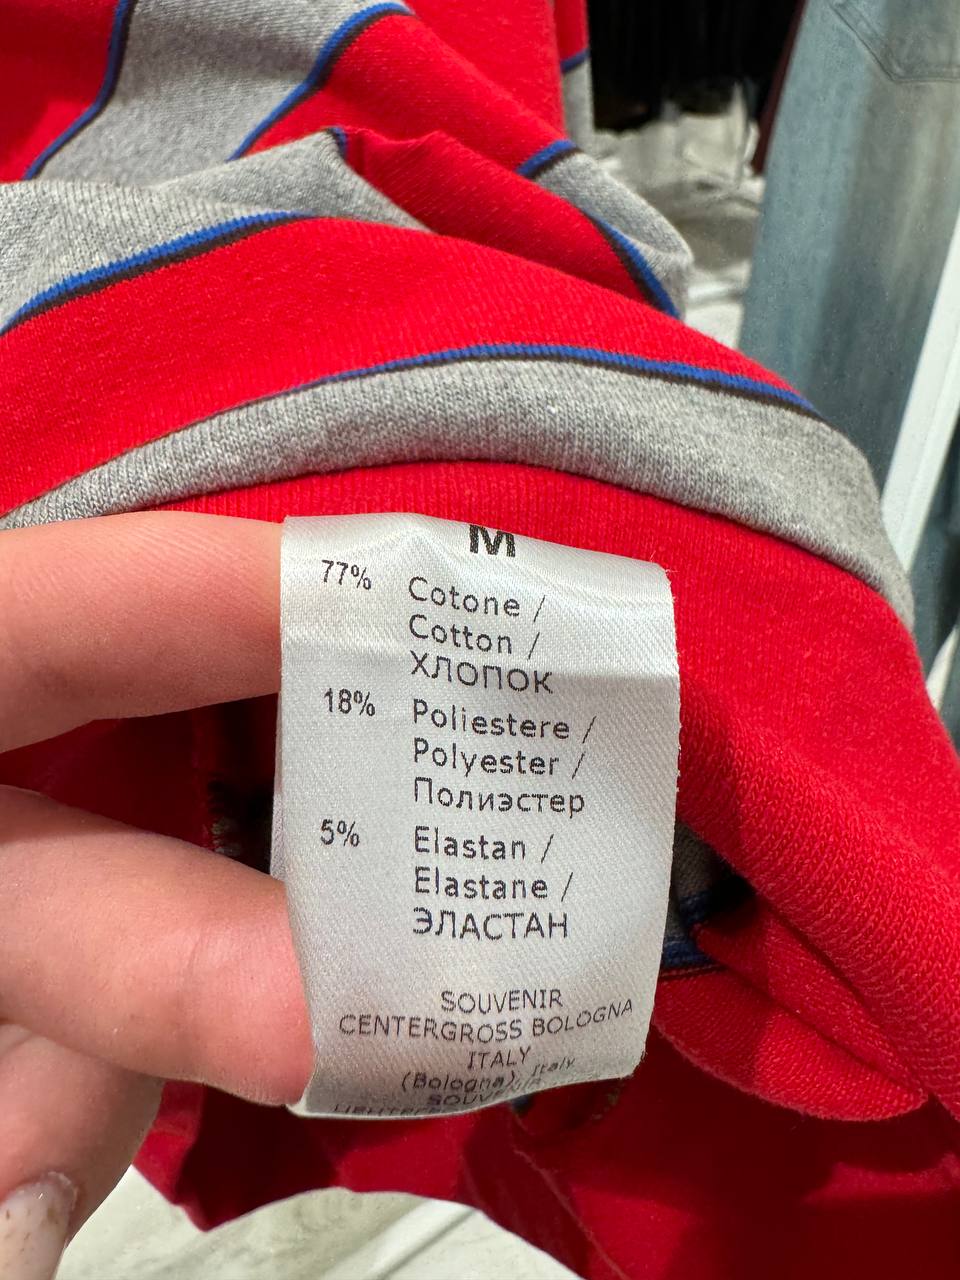 M
77% Cotone /
Cotton /
ХЛОПОК
18% Poliestere /
Polyester /
Полиэстер
5% Elastan /
Elastane /
ЭЛАСТАН
SOUVENIR
CENTERGROSS BOLOGNA
ITALY
(Bologna), Italy